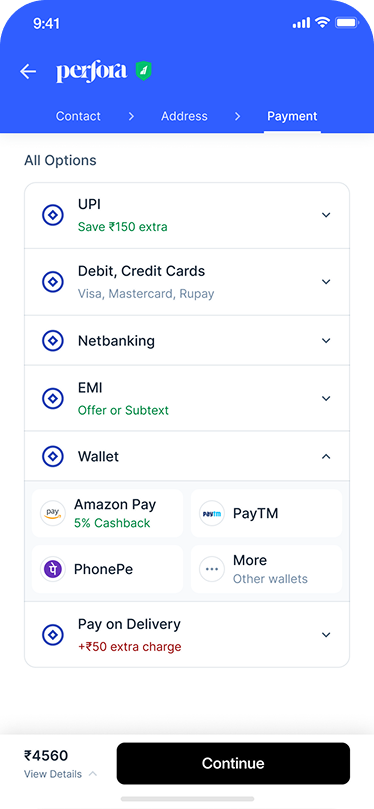 9:41
perfora
Contact
Address
Payment
All Options
UPI
Save ₹150 extra
Debit, Credit Cards
Visa, Mastercard, Rupay
Netbanking
EMI
Offer or Subtext
Wallet
pay
Amazon Pay
5% Cashback
paytm
PayTM
पे
PhonePe
More
Other wallets
Pay on Delivery
+₹50 extra charge
₹4560
View Details
Continue